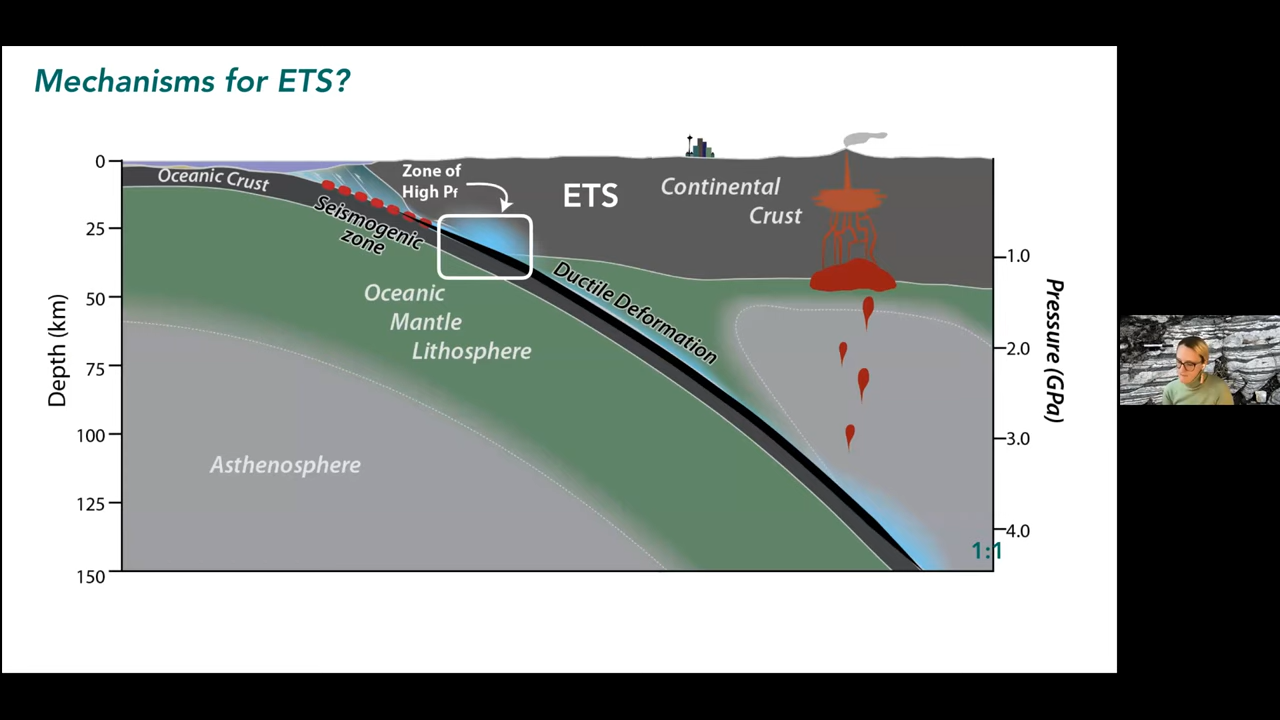 Mechanisms for ETS?
0
25
50
75
100
125
150
Depth (km)
Oceanic Crust
Seismogenic
zone
Zone of
High Pf
ETS
Continental
Crust
Oceanic
Mantle
Lithosphere
Ductile Deformation
Asthenosphere
1.0
2.0
3.0
4.0
Pressure (GPa)
1:1